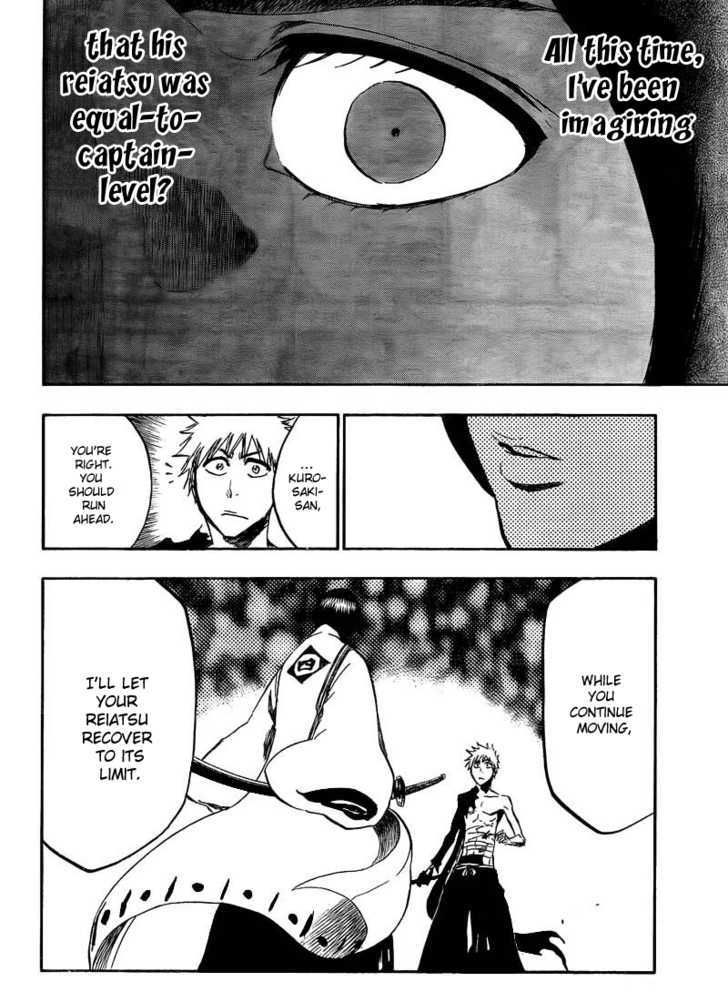 All this time,
I've been
imagining
that his
reiatsu was
equal-to-
captain-
level?
...
KURO-
SAKI-
SAN,
YOU'RE
RIGHT.
YOU
SHOULD
RUN
AHEAD.
WHILE
YOU
CONTINUE
MOVING,
I'LL LET
YOUR
REIATSU
RECOVER
TO ITS
LIMIT.
四